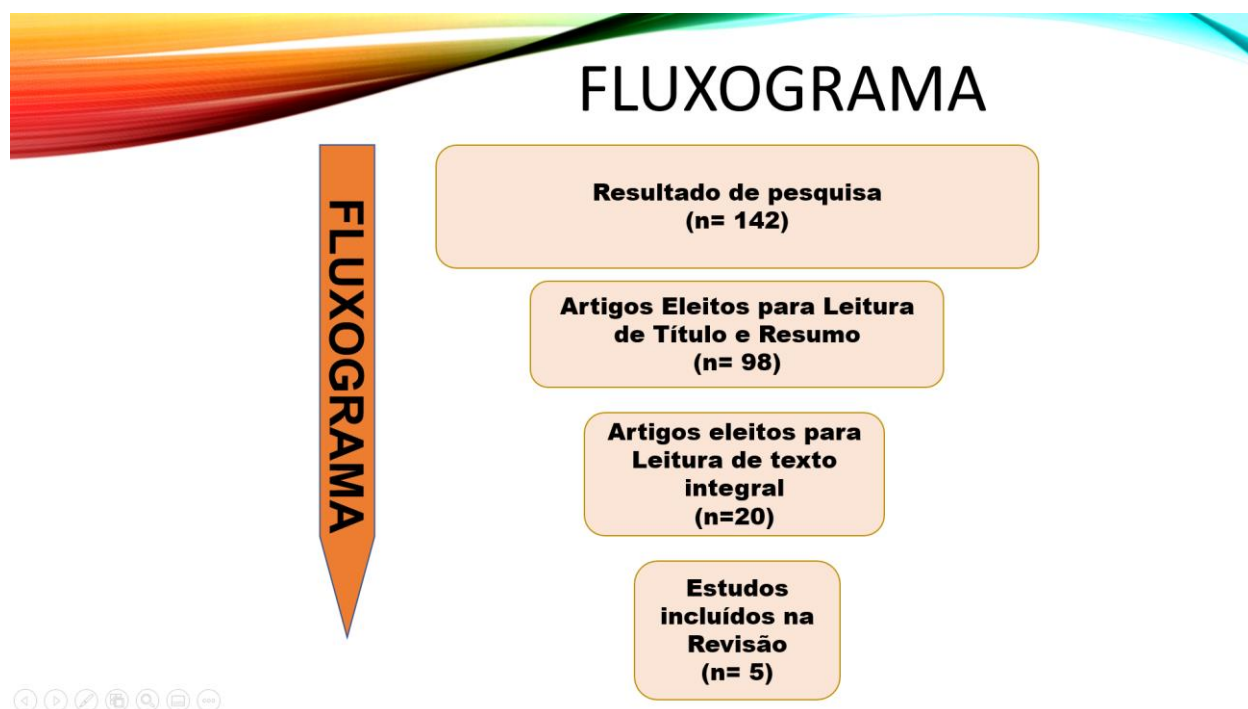 FLUXOGRAMA
FLUXOGRAMA
Resultado de pesquisa
(n= 142)
Artigos Eleitos para Leitura
de Título e Resumo
(n= 98)
Artigos eleitos para
Leitura de texto
integral
(n=20)
Estudos
incluídos na
Revisão
(n= 5)